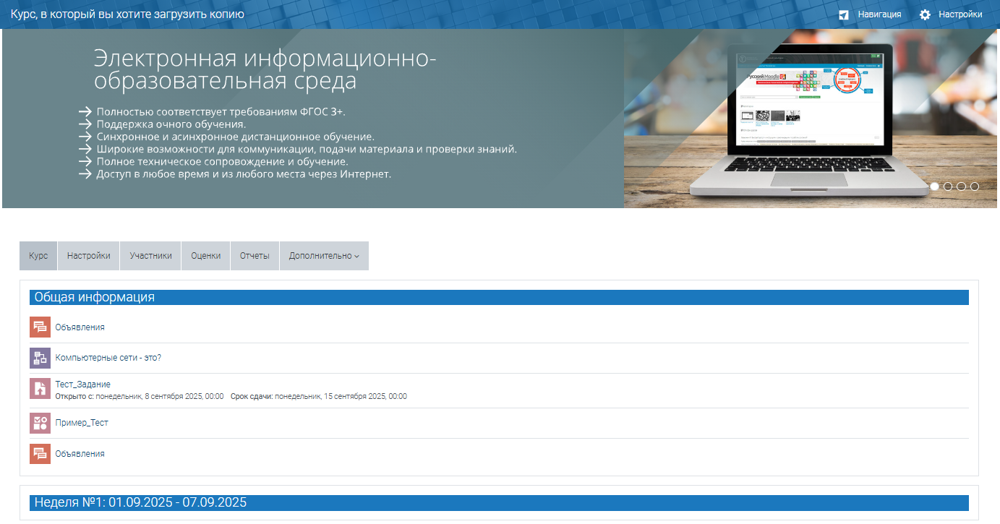 Курс, в который вы хотите загрузить копию
Навигация
Настройки
Электронная информационно-
образовательная среда
→ Полностью соответствует требованиям ФГОС 3+.
→ Поддержка очного обучения.
→ Синхронное и асинхронное дистанционное обучение.
→ Широкие возможности для коммуникации, подачи материала и проверки знаний.
→ Полное техническое сопровождение и обучение.
→ Доступ в любое время и из любого места через Интернет.
Русский Moodle
Курс
Настройки
Участники
Оценки
Отчеты
Дополнительно
Общая информация
Объявления
Компьютерные сети - это?
Тест_Задание
Открыто с: понедельник, 8 сентября 2025, 00:00 Срок сдачи: понедельник, 15 сентября 2025, 00:00
Пример_Тест
Объявления
Неделя №1: 01.09.2025 - 07.09.2025